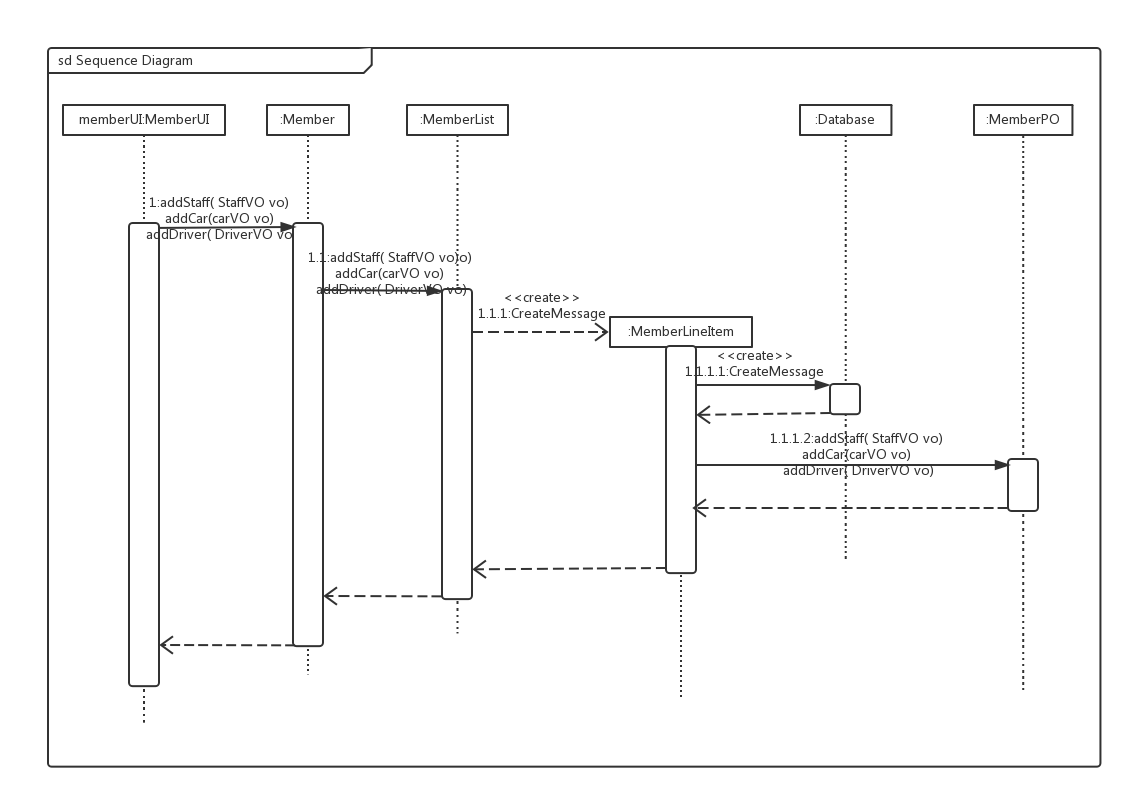 sd Sequence Diagram
memberUI:MemberUI
:Member
:MemberList
:Database
:MemberPO
1:addStaff( StaffVO vo)
addCar(carVO vo)
addDriver( DriverVO vo
1.1:addStaff( StaffVO vo)o)
addCar(carVO vo)
addDriver( DriverVO vo)
<<create>>
1.1.1:CreateMessage
:MemberLineItem
<<create>>
1.1.1.1:CreateMessage
1.1.1.2:addStaff( StaffVO vo)
addCar(carVO vo)
addDriver( DriverVO vo)